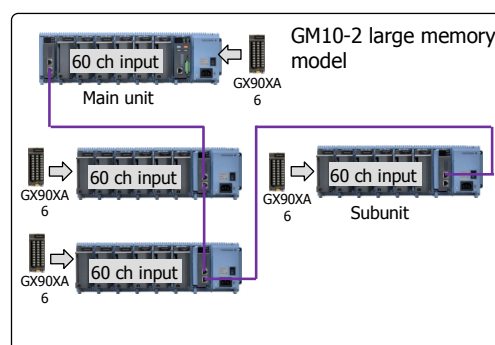 GM10-2 large memory
model
60 ch input
GX90XA
6
Main unit
GX90XA
6
60 ch input
GX90XA
6
60 ch input
Subunit
GX90XA
6
60 ch input